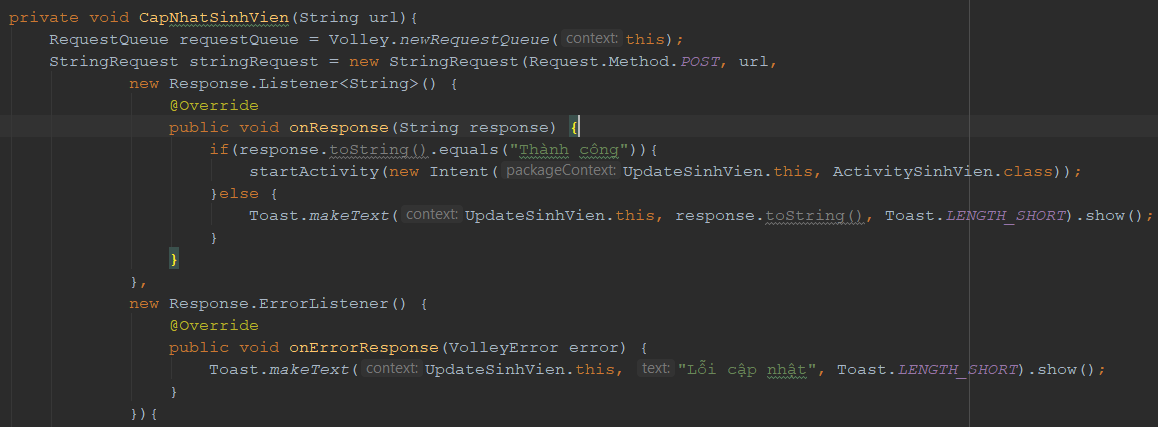 private void CapNhatSinhVien(String url){
RequestQueue requestQueue = Volley.newRequestQueue( context: this);
StringRequest stringRequest = new StringRequest(Request.Method.POST, url,
new Response.Listener<String>() {
@Override
public void onResponse(String response) {
if(response.toString().equals("Thành công")){
startActivity(new Intent( packageContext: UpdateSinhVien.this, ActivitySinhVien.class));
}else {
Toast.makeText( context: UpdateSinhVien.this, response.toString(), Toast.LENGTH_SHORT).show();
}
}
},
new Response.ErrorListener() {
@Override
public void onErrorResponse(VolleyError error) {
Toast.makeText( context: UpdateSinhVien.this, text: "Lỗi cập nhật", Toast.LENGTH_SHORT).show();
}
}){